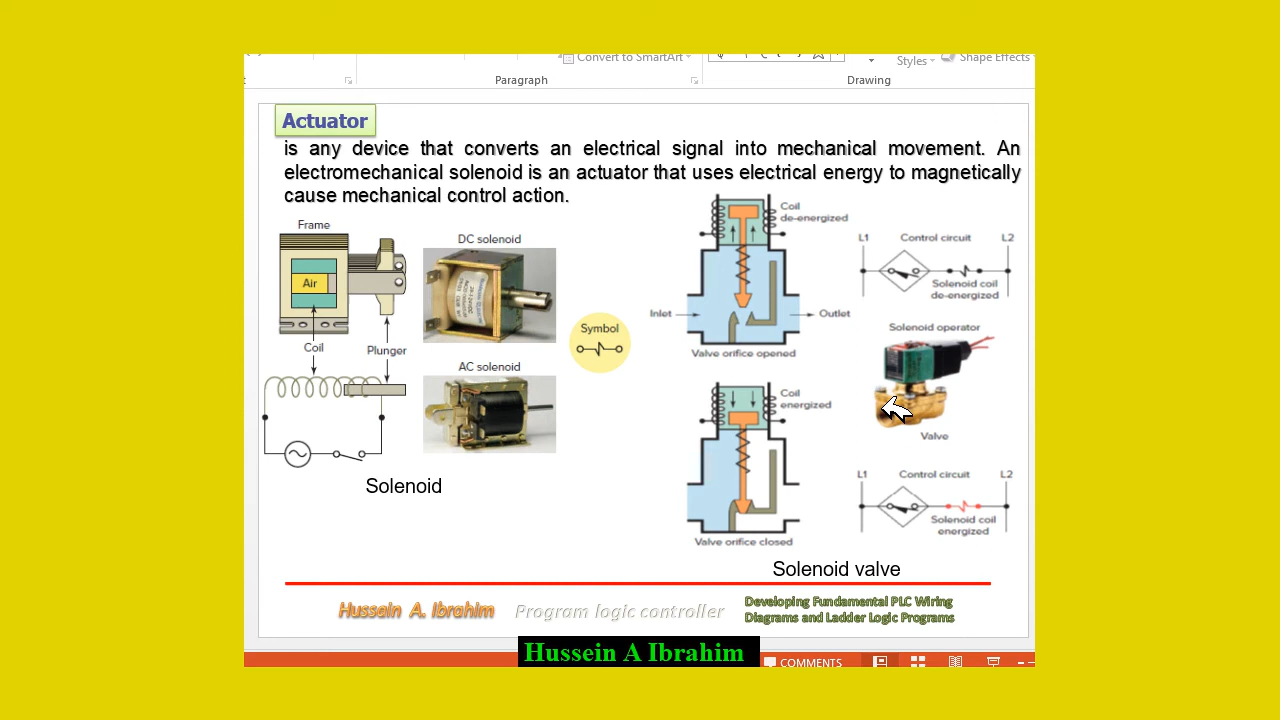 Convert to SmartArt
Styles
Shape Effects
Paragraph
Drawing
Actuator
is any device that converts an electrical signal into mechanical movement. An
electromechanical solenoid is an actuator that uses electrical energy to magnetically
cause mechanical control action.
Frame
Air
Coil
Plunger
Solenoid
DC solenoid
AC solenoid
Symbol
Coil
de-energized
Inlet
Outlet
Valve orifice opened
Coil
energized
Valve orifice closed
L1
Control circuit
L2
Solenoid coil
de-energized
Solenoid operator
Valve
L1
Control circuit
L2
Solenoid coil
energized
Solenoid valve
Hussain A. Ibrahim
Program logic controller
Developing Fundamental PLC Wiring
Diagrams and Ladder Logic Programs
Hussein A Ibrahim
COMMENTS